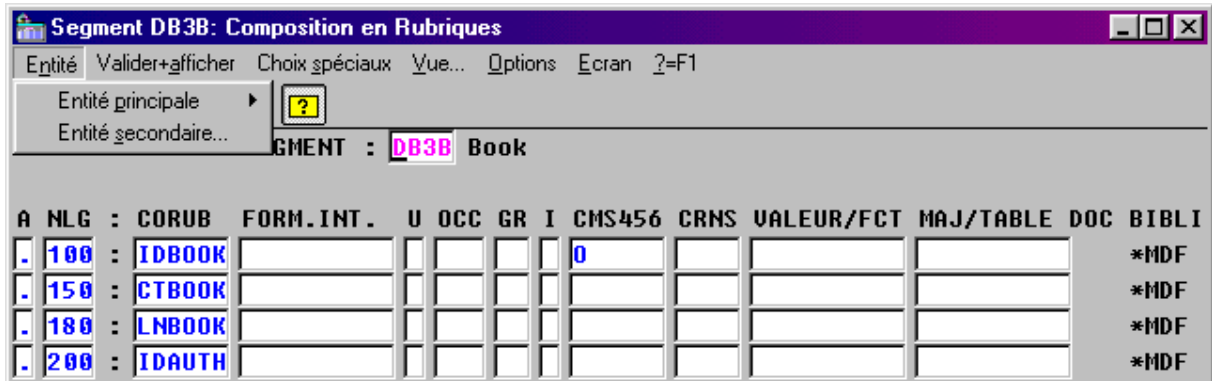 Segment DB3B: Composition en Rubriques
Entité Valider+afficher Choix spéciaux Vue... Options Ecran ?=F1
Entité principale
?
Entité secondaire...
GMENT : DB3B Book
A NLG : CORUB FORM.INT. U OCC GR I CMS456 CRNS VALEUR/FCT MAJ/TABLE DOC BIBLI
. 100 : IDBOOK O *MDF
. 150 : CTBOOK *MDF
. 180 : LNBOOK *MDF
. 200 : IDAUTH *MDF